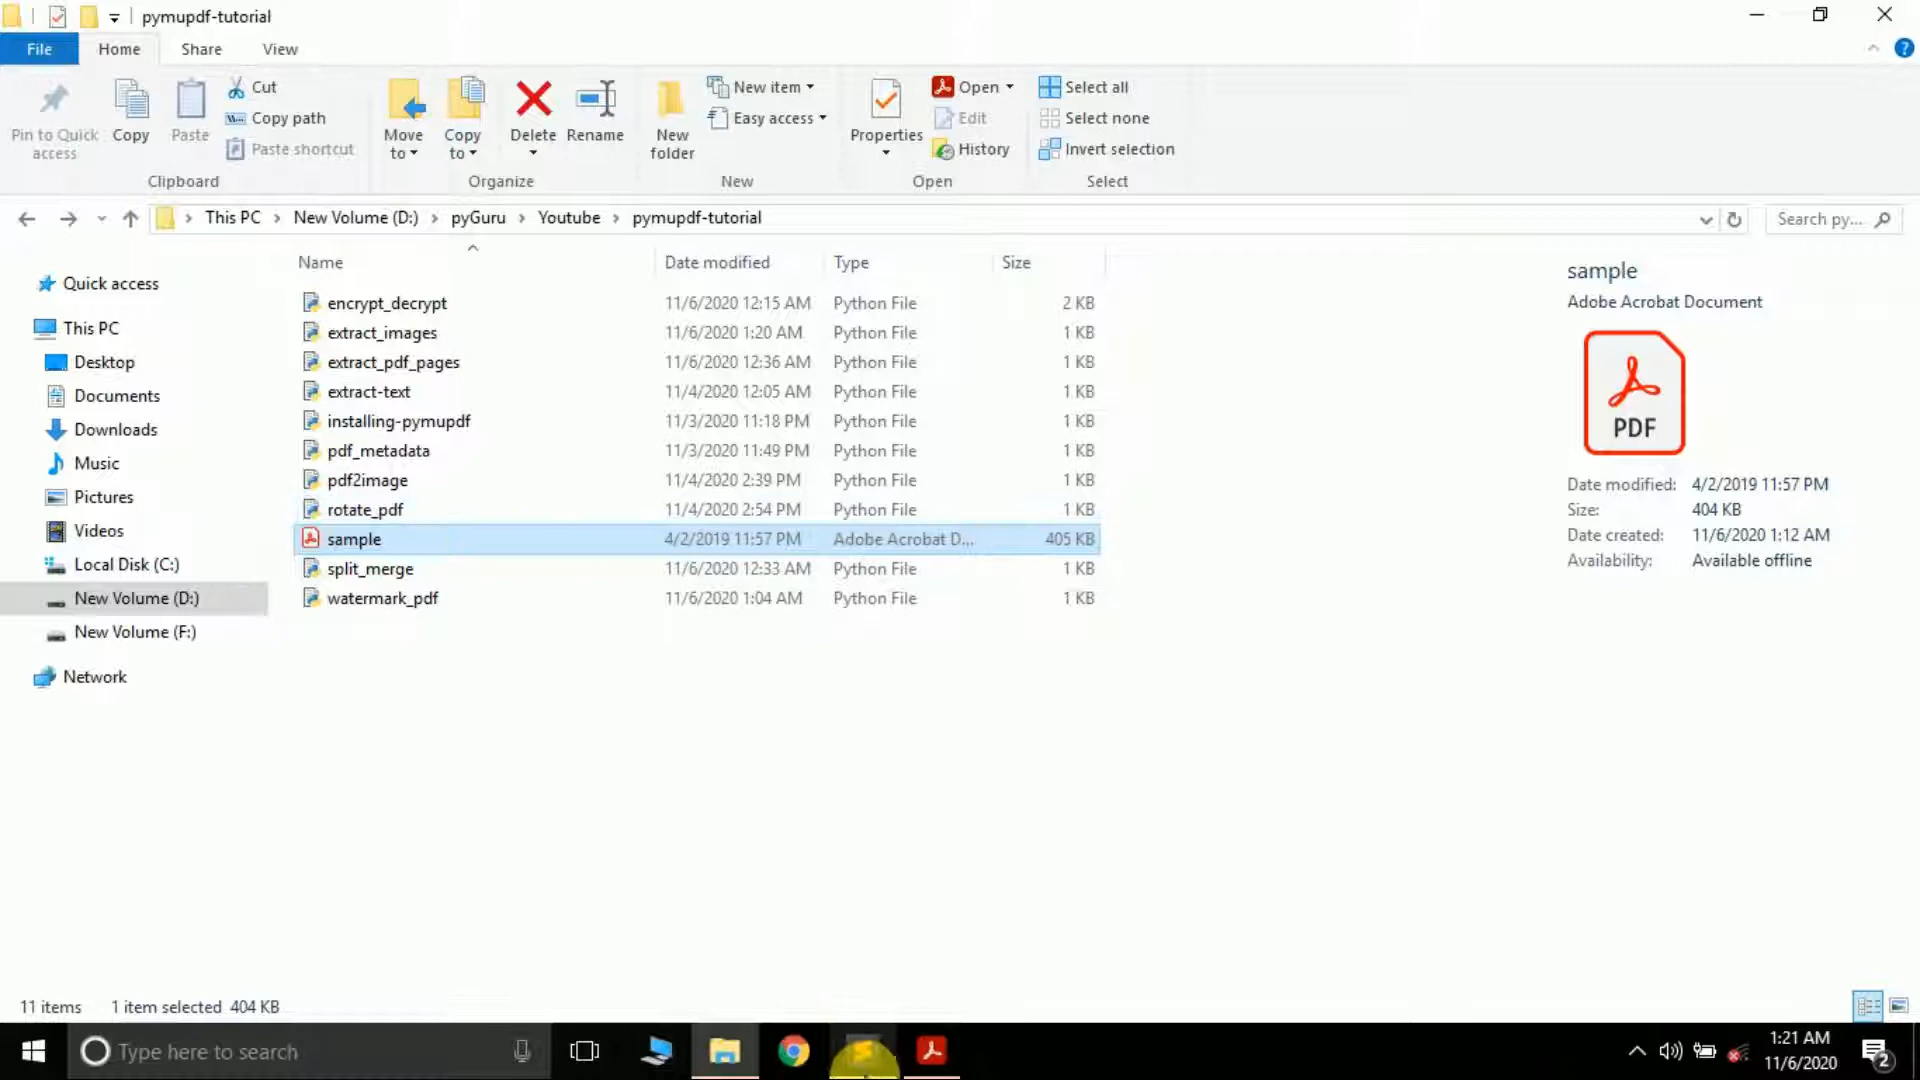 pymupdf-tutorial
File Home Share View
Pin to Quick access
Copy
Paste
Cut
Copy path
Paste shortcut
Clipboard
Move to
Copy to
Delete
Rename
Organize
New folder
New item
Easy access
New
Properties
Open
Edit
History
Open
Select all
Select none
Invert selection
Select
This PC New Volume (D:) pyGuru Youtube pymupdf-tutorial
Search py...
Quick access
This PC
Desktop
Documents
Downloads
Music
Pictures
Videos
Local Disk (C:)
New Volume (D:)
New Volume (F:)
Network
Name Date modified Type Size
encrypt_decrypt 11/6/2020 12:15 AM Python File 2 KB
extract_images 11/6/2020 1:20 AM Python File 1 KB
extract_pdf_pages 11/6/2020 12:36 AM Python File 1 KB
extract-text 11/4/2020 12:05 AM Python File 1 KB
installing-pymupdf 11/3/2020 11:18 PM Python File 1 KB
pdf_metadata 11/3/2020 11:49 PM Python File 1 KB
pdf2image 11/4/2020 2:39 PM Python File 1 KB
rotate_pdf 11/4/2020 2:54 PM Python File 1 KB
sample 4/2/2019 11:57 PM Adobe Acrobat D... 405 KB
split_merge 11/6/2020 12:33 AM Python File 1 KB
watermark_pdf 11/6/2020 1:04 AM Python File 1 KB
sample
Adobe Acrobat Document
PDF
Date modified: 4/2/2019 11:57 PM
Size: 404 KB
Date created: 11/6/2020 1:12 AM
Availability: Available offline
11 items 1 item selected 404 KB
Type here to search
1:21 AM
11/6/2020
2